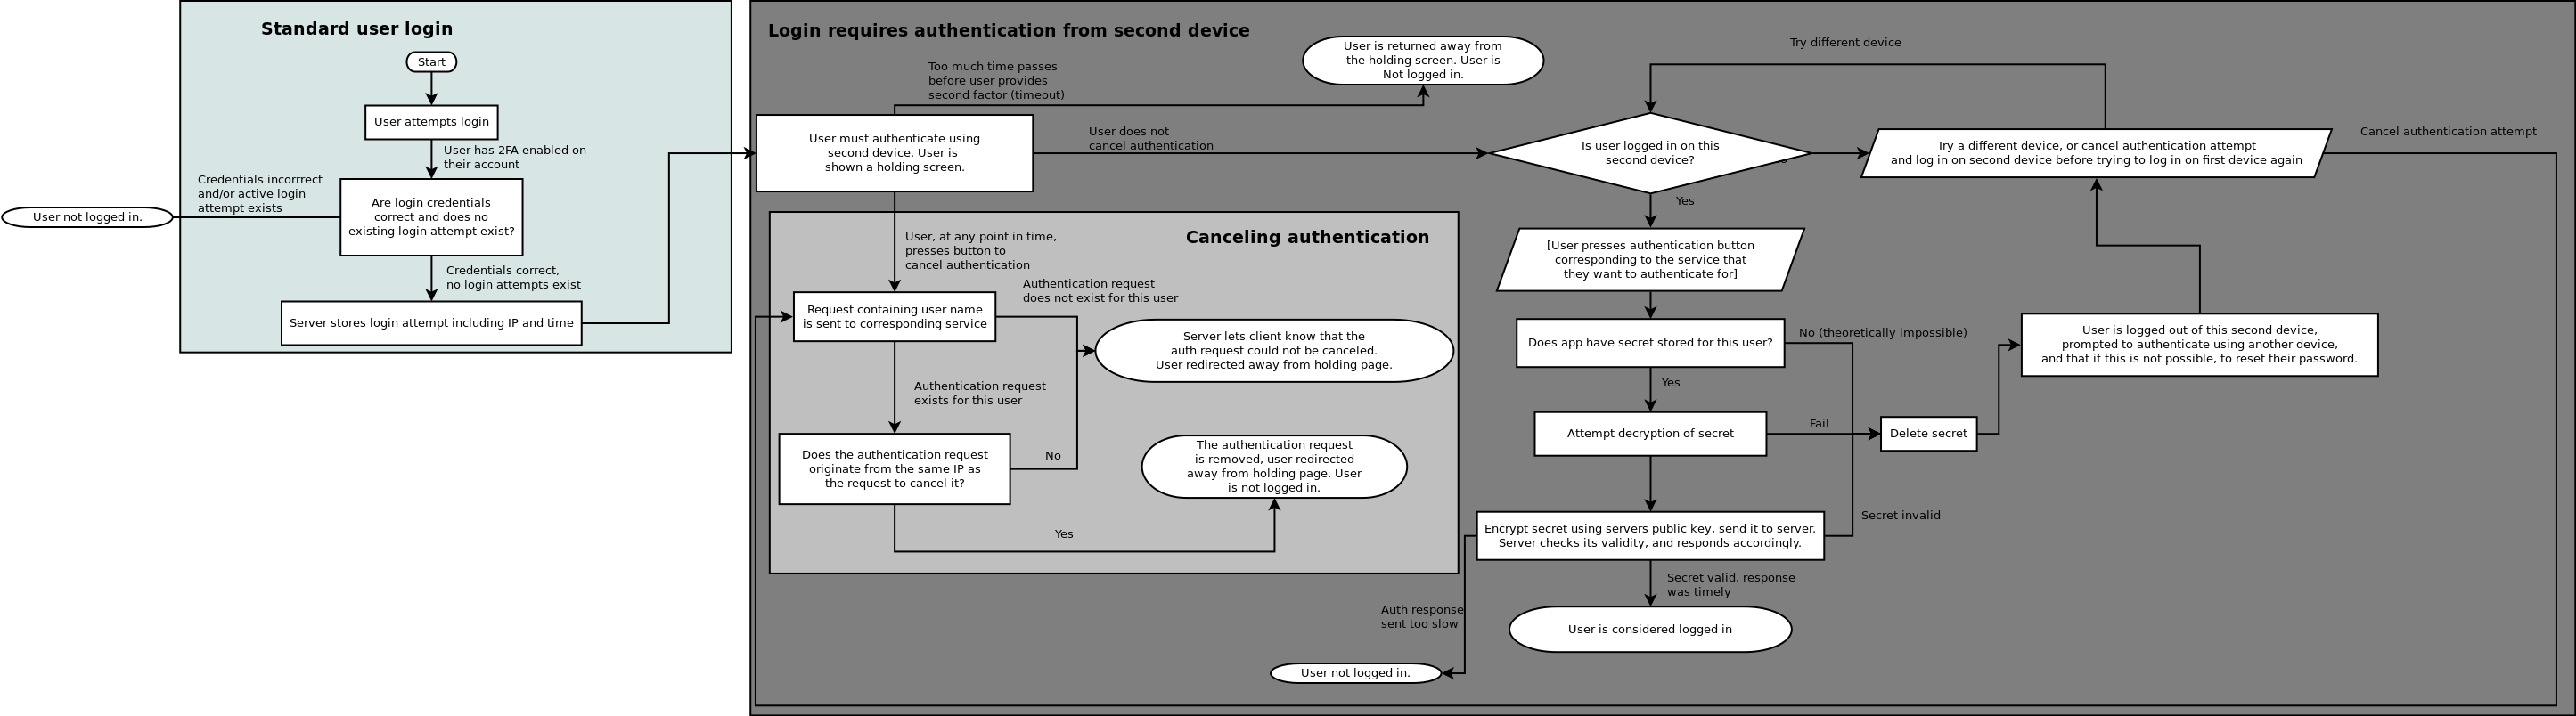 Standard user login
Start
User attempts login
User has 2FA enabled on
their account
Credentials incorrrect
and/or active login
attempt exists
User not logged in.
Are login credentials
correct and does no
existing login attempt exist?
Credentials correct,
no login attempts exist
Server stores login attempt including IP and time
Login requires authentication from second device
Too much time passes
before user provides
second factor (timeout)
User is returned away from
the holding screen. User is
Not logged in.
User must authenticate using
second device. User is
shown a holding screen.
User does not
cancel authentication
Try different device
Is user logged in on this
second device?
Try a different device, or cancel authentication attempt
and log in on second device before trying to log in on first device again
Cancel authentication attempt
Yes
Canceling authentication
User, at any point in time,
presses button to
cancel authentication
Authentication request
does not exist for this user
Request containing user name
is sent to corresponding service
Server lets client know that the
auth request could not be canceled.
User redirected away from holding page.
Authentication request
exists for this user
Does the authentication request
originate from the same IP as
the request to cancel it?
No
The authentication request
is removed, user redirected
away from holding page. User
is not logged in.
Yes
[User presses authentication button
corresponding to the service that
they want to authenticate for]
Does app have secret stored for this user?
No (theoretically impossible)
User is logged out of this second device,
prompted to authenticate using another device,
and that if this is not possible, to reset their password.
Yes
Attempt decryption of secret
Fail
Delete secret
Encrypt secret using servers public key, send it to server.
Server checks its validity, and responds accordingly.
Secret invalid
Secret valid, response
was timely
Auth response
sent too slow
User is considered logged in
User not logged in.